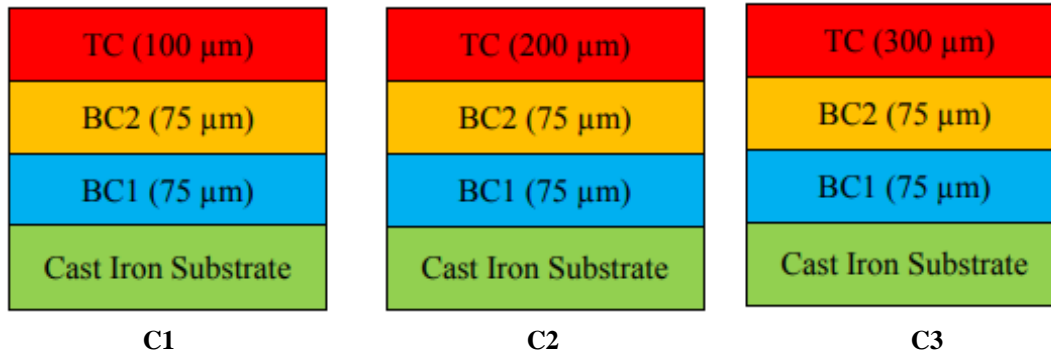 TC (100 µm)
BC2 (75 µm)
BC1 (75 µm)
Cast Iron Substrate
C1
TC (200 µm)
BC2 (75 µm)
BC1 (75 µm)
Cast Iron Substrate
C2
TC (300 µm)
BC2 (75 µm)
BC1 (75 µm)
Cast Iron Substrate
C3